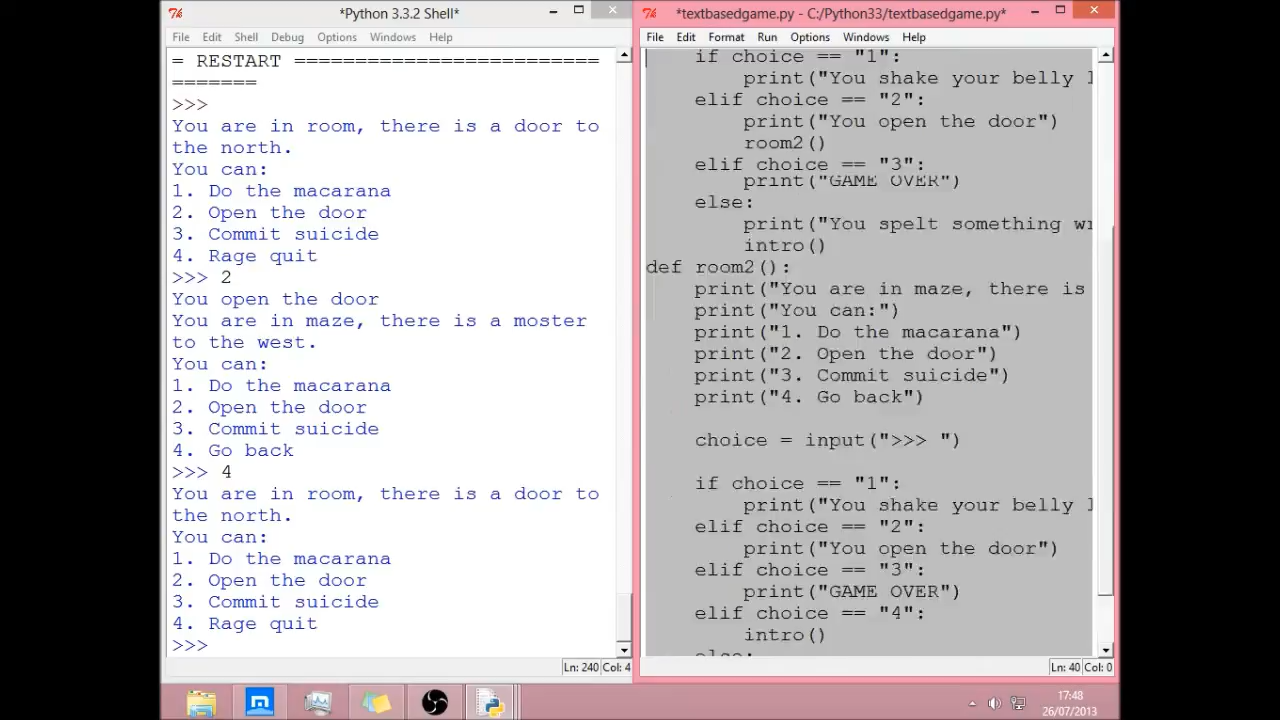 *Python 3.3.2 Shell*
File Edit Shell Debug Options Windows Help
= RESTART =========================
=======
>>>
You are in room, there is a door to
the north.
You can:
1. Do the macarana
2. Open the door
3. Commit suicide
4. Rage quit
>>> 2
You open the door
You are in maze, there is a moster
to the west.
You can:
1. Do the macarana
2. Open the door
3. Commit suicide
4. Go back
>>> 4
You are in room, there is a door to
the north.
You can:
1. Do the macarana
2. Open the door
3. Commit suicide
4. Rage quit
>>>
Ln: 240 Col: 4
*textbasedgame.py - C:/Python33/textbasedgame.py*
File Edit Format Run Options Windows Help
if choice == "1":
print("You shake your belly
elif choice == "2":
print("You open the door")
room2()
elif choice == "3":
print("GAME OVER")
else:
print("You spelt something
intro()
def room2():
print("You are in maze, there is
print("You can:")
print("1. Do the macarana")
print("2. Open the door")
print("3. Commit suicide")
print("4. Go back")
choice = input(">>> ")
if choice == "1":
print("You shake your belly
elif choice == "2":
print("You open the door")
elif choice == "3":
print("GAME OVER")
elif choice == "4":
intro()
else:
Ln: 40 Col: 0
17:48
26/07/2013